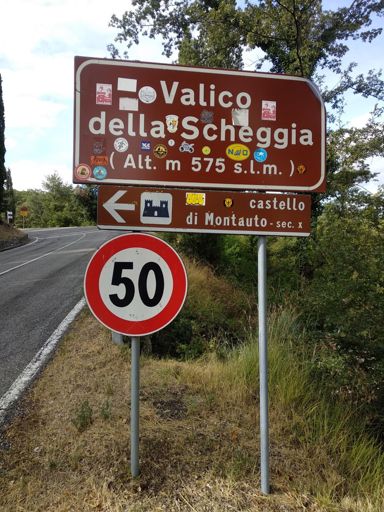 Valico
della Scheggia
( Alt. m 575 s.l.m. )
castello
di Montauto - sec. X
50